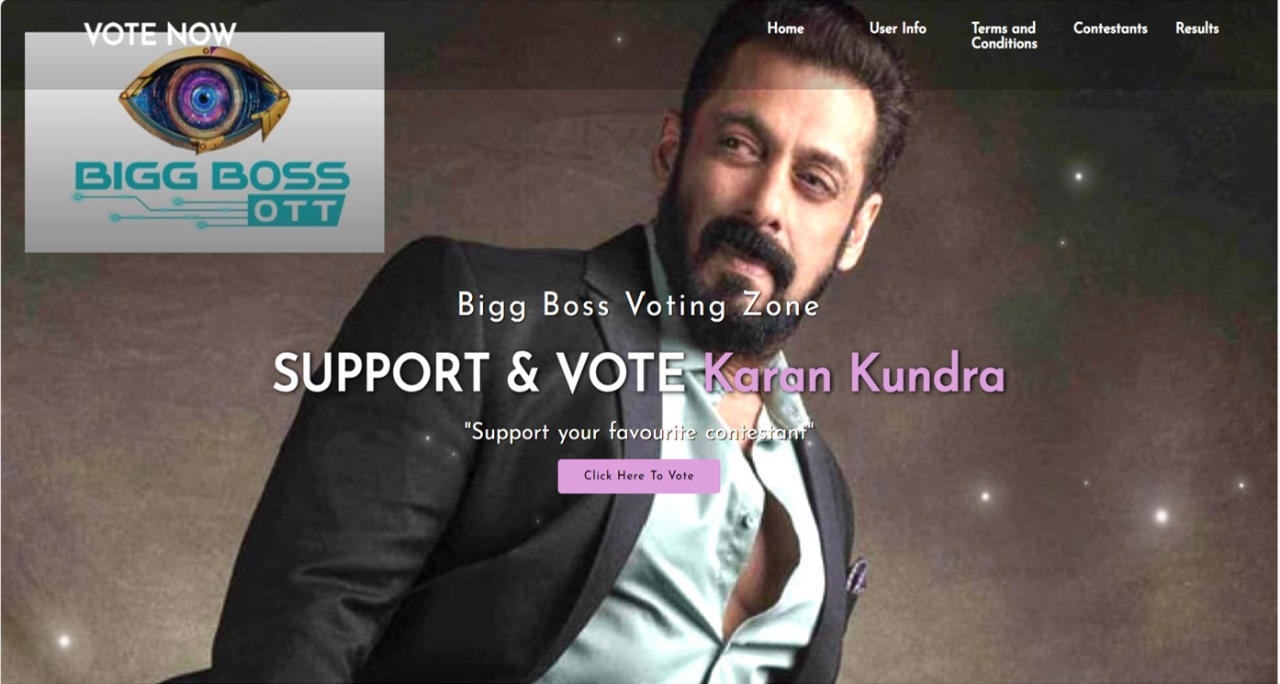 VOTE NOW
Home
User Info
Terms and
Conditions
Contestants
Results
BIGG BOSS
OTT
Bigg Boss Voting Zone
SUPPORT & VOTE Karan Kundra
"Support your favourite contestant"
Click Here To Vote